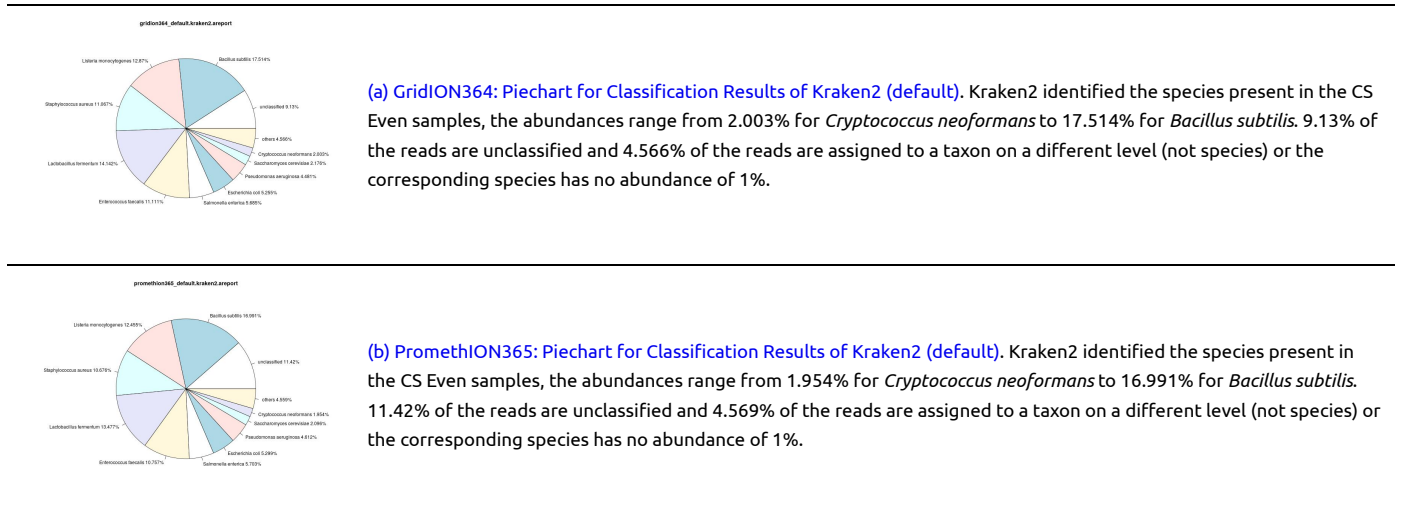 gridion364_default.kraken2.areport
Bacillus subtilis 17.514%
Listeria monocytogenes 12.87%
Staphylococcus aureus 11.067%
unclassified 9.13%
others 4.566%
Cryptococcus neoformans 2.003%
Saccharomyces cerevisiae 2.176%
Pseudomonas aeruginosa 4.491%
Lactobacillus fermentum 14.142%
Escherichia coli 5.255%
Enterococcus faecalis 11.111%
Salmonella enterica 5.685%
(a) GridION364: Piechart for Classification Results of Kraken2 (default). Kraken2 identified the species present in the CS
Even samples, the abundances range from 2.003% for Cryptococcus neoformans to 17.514% for Bacillus subtilis. 9.13% of
the reads are unclassified and 4.566% of the reads are assigned to a taxon on a different level (not species) or the
corresponding species has no abundance of 1%.
promethion365_default.kraken2.areport
Bacillus subtilis 16.991%
Listeria monocytogenes 12.455%
unclassified 11.42%
Staphylococcus aureus 10.676%
others 4.569%
Cryptococcus neoformans 1.954%
Saccharomyces cerevisiae 2.096%
Pseudomonas aeruginosa 4.612%
Lactobacillus fermentum 13.477%
Escherichia coli 5.299%
Enterococcus faecalis 10.757%
Salmonella enterica 5.703%
(b) PromethION365: Piechart for Classification Results of Kraken2 (default). Kraken2 identified the species present in
the CS Even samples, the abundances range from 1.954% for Cryptococcus neoformans to 16.991% for Bacillus subtilis.
11.42% of the reads are unclassified and 4.569% of the reads are assigned to a taxon on a different level (not species) or
the corresponding species has no abundance of 1%.